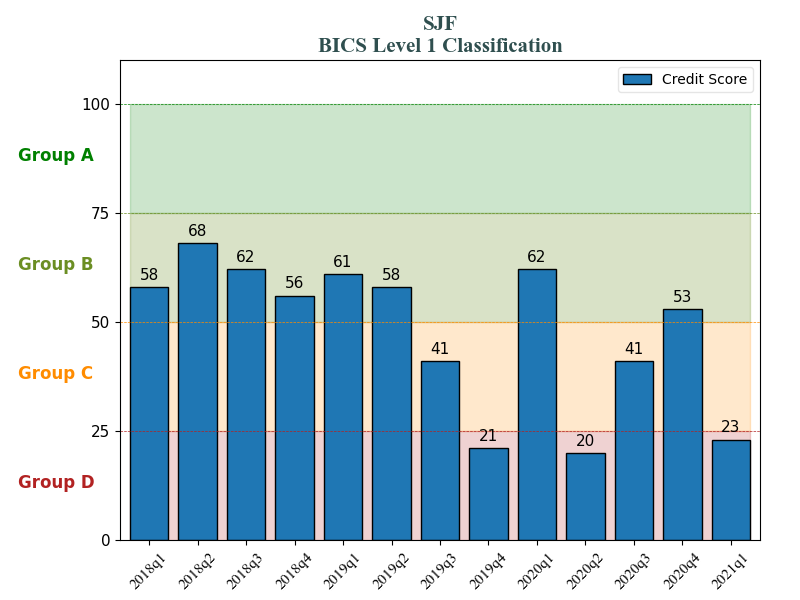 SJF
BICS Level 1 Classification
Credit Score
100
Group A
75
68
62
62
61
Group B
58
58
56
53
50
41
41
Group C
25
23
21
20
Group D
0
2018q1
2018q2
2018q3
2018q4
2019q1
2019q2
2019q3
2019q4
2020q1
2020q2
2020q3
2020q4
2021q1